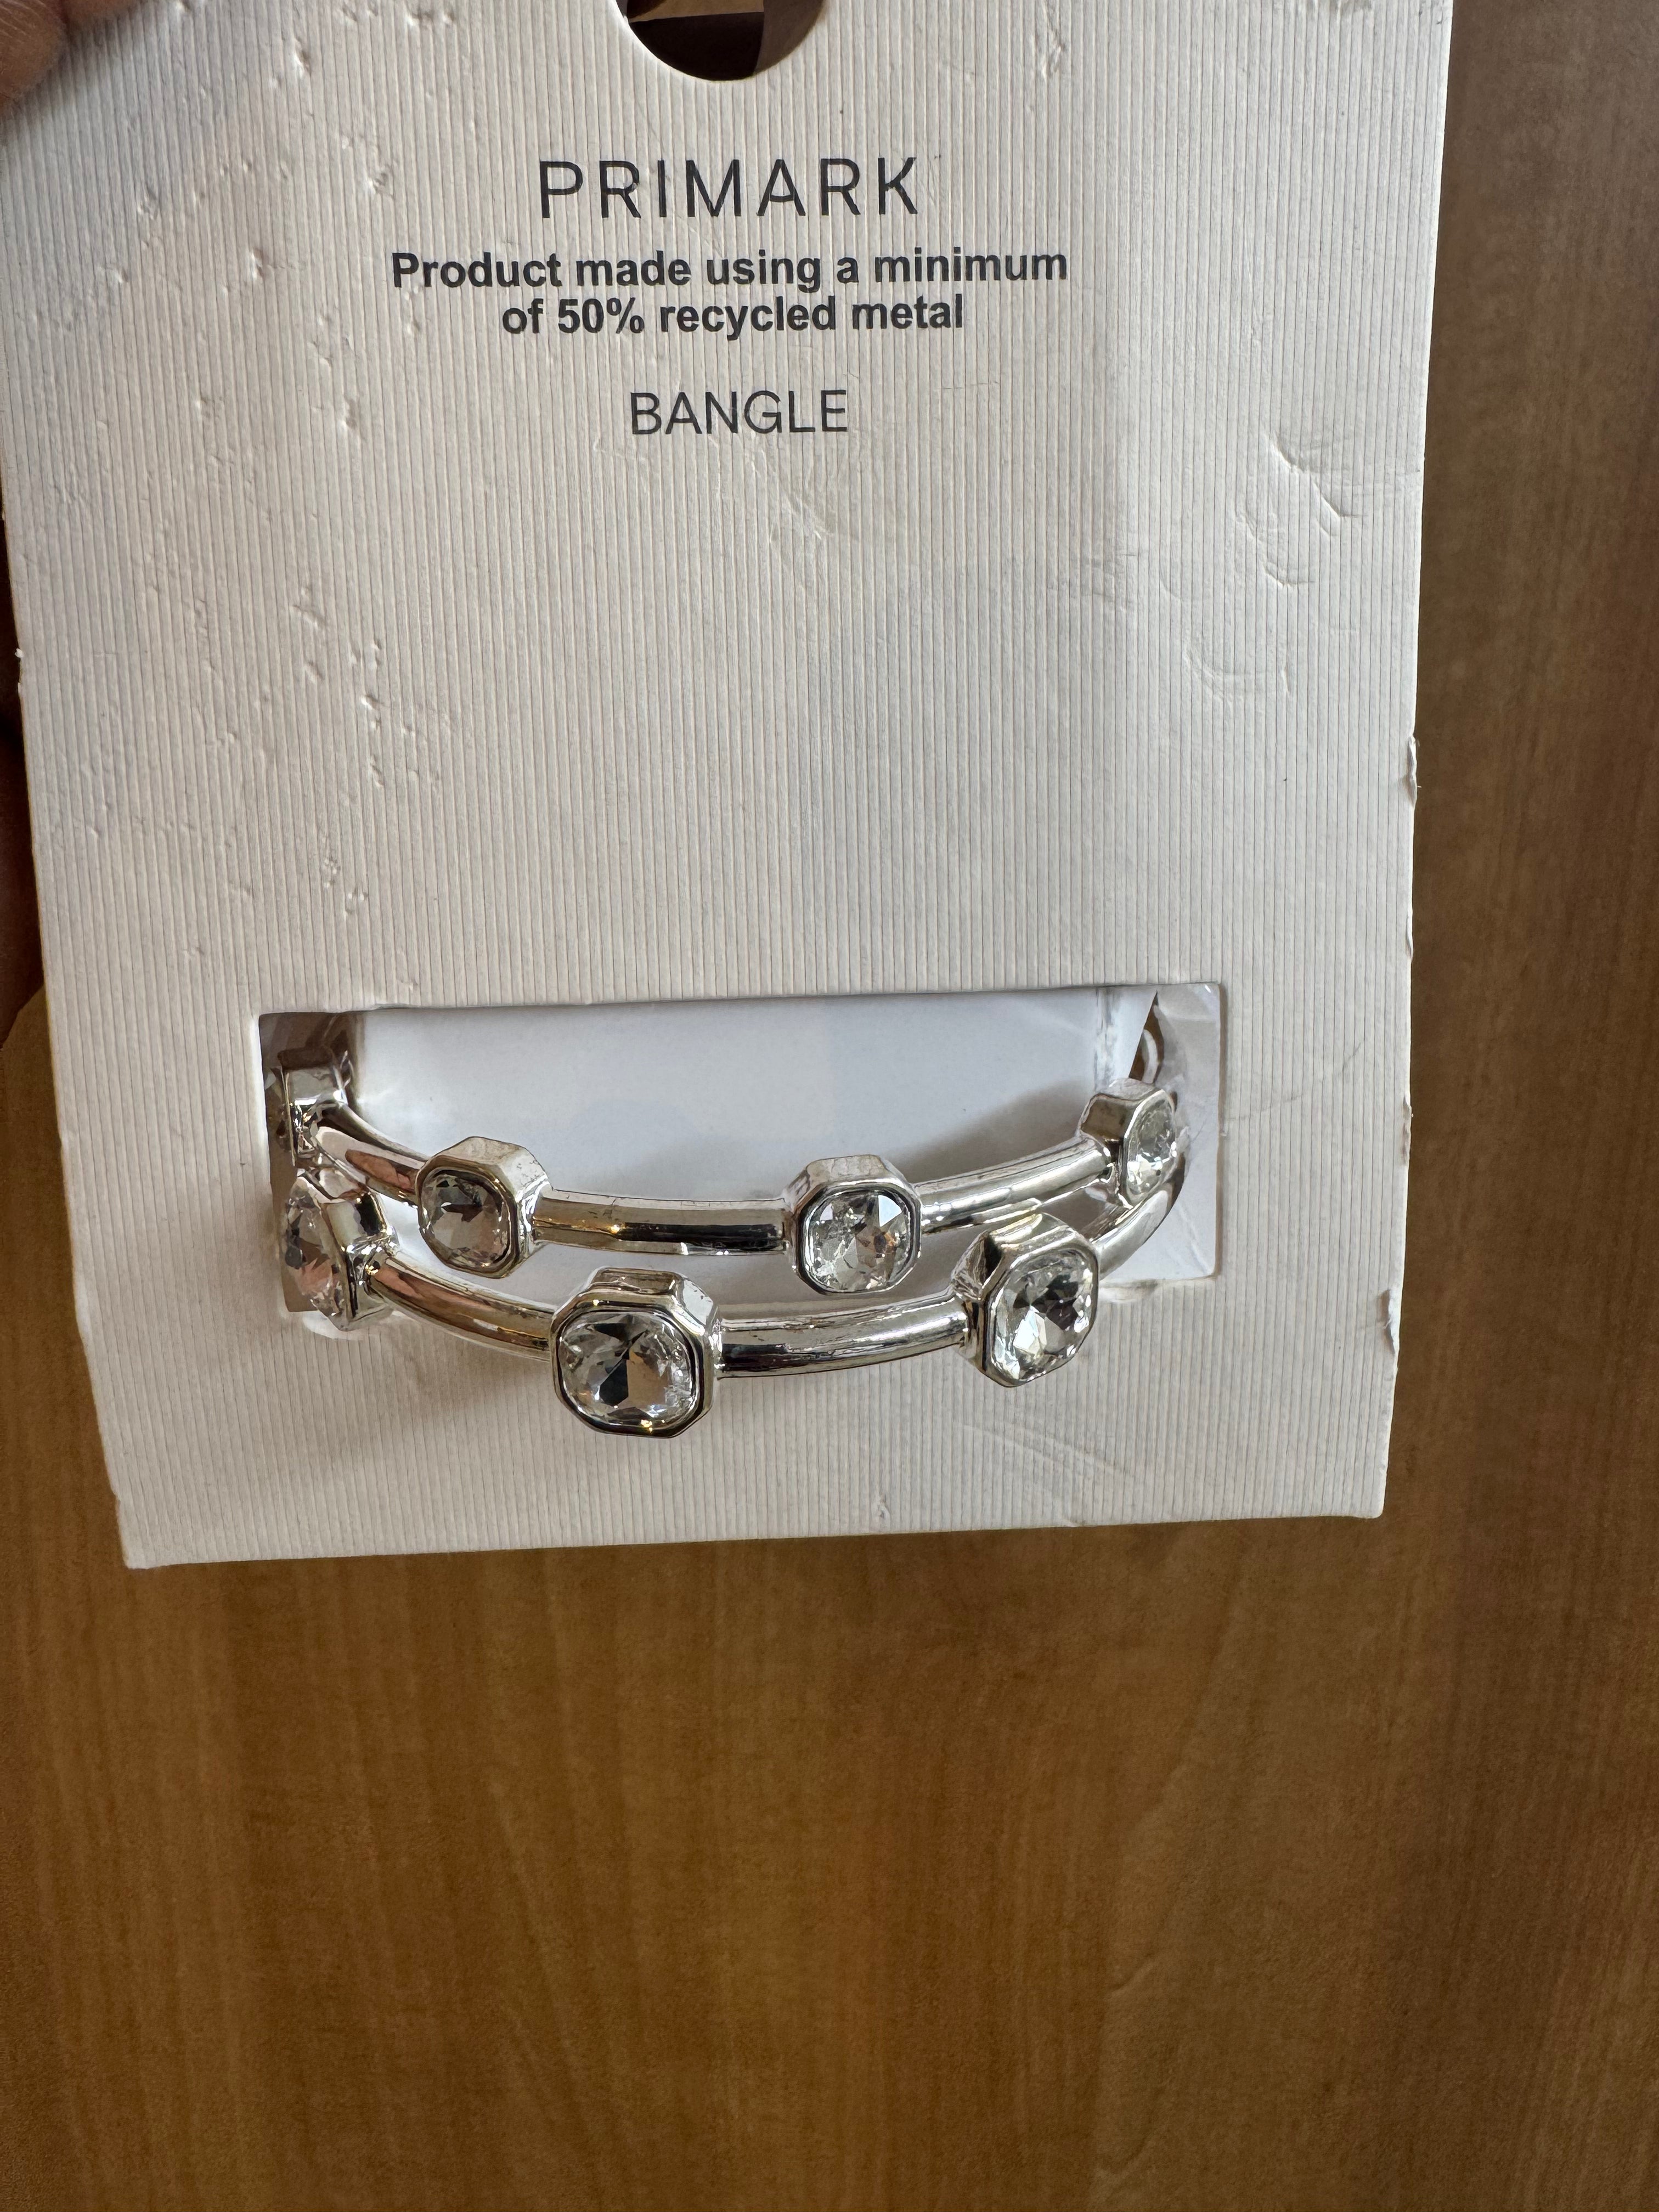 PRIMARK
Product made using a minimum
of 50% recycled metal
BANGLE